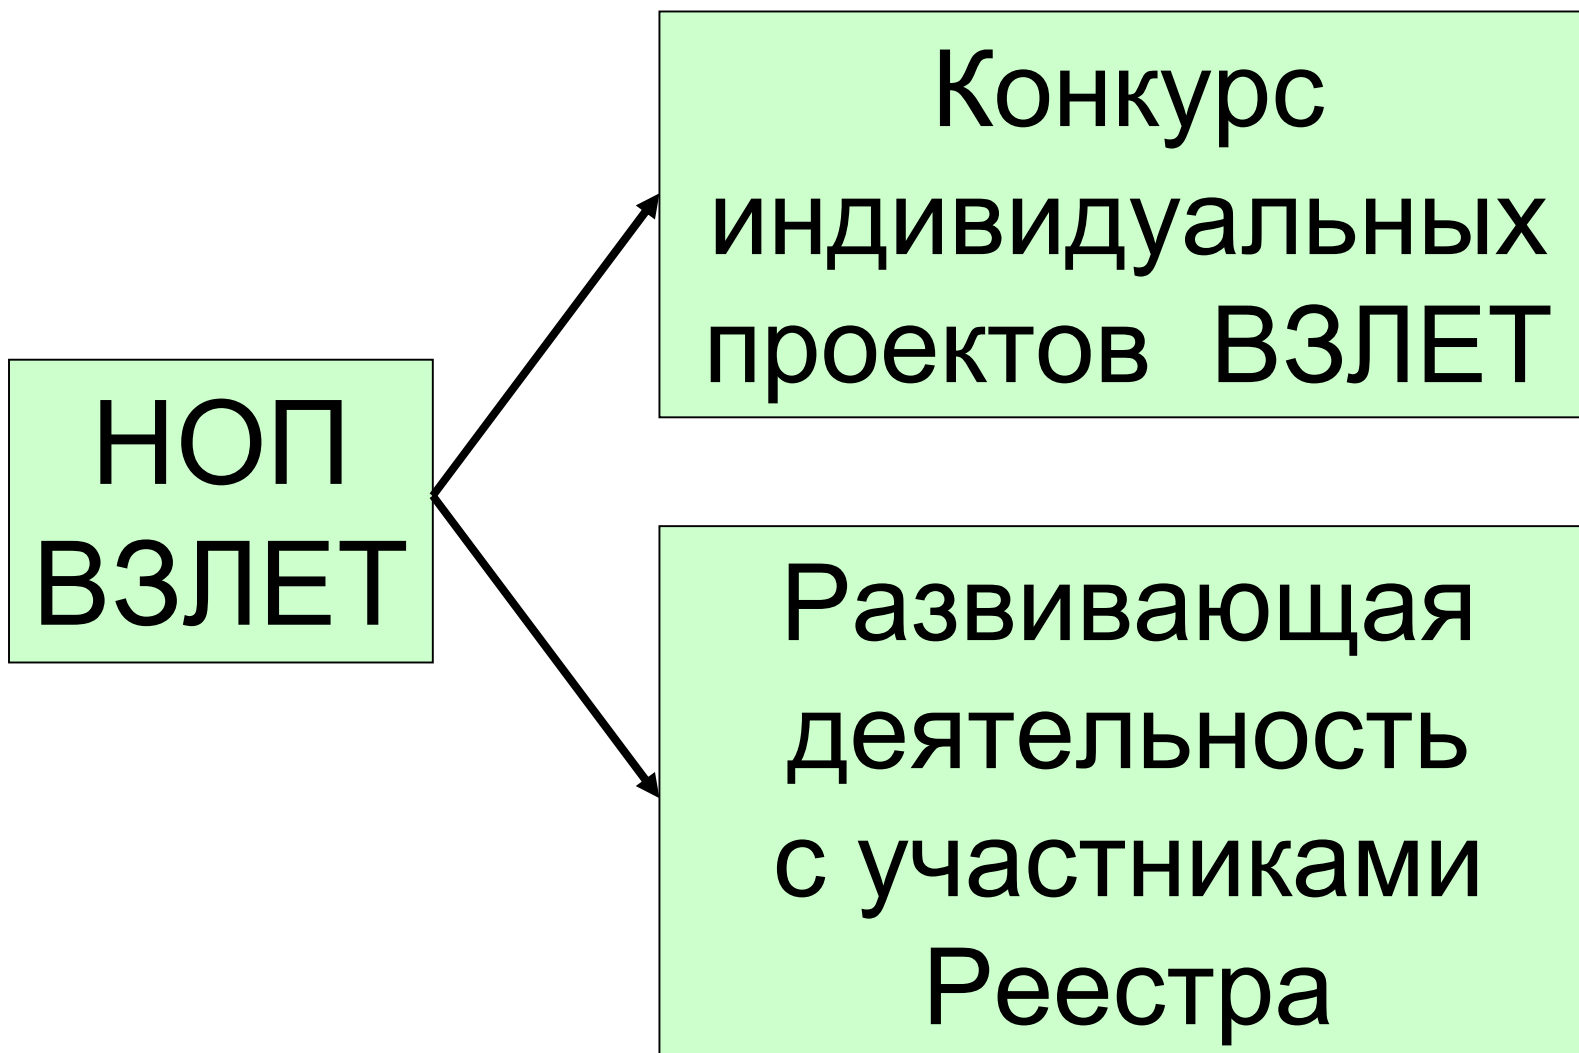 Конкурс
индивидуальных
проектов ВЗЛЕТ
НОП
ВЗЛЕТ
Развивающая
деятельность
с участниками
Реестра